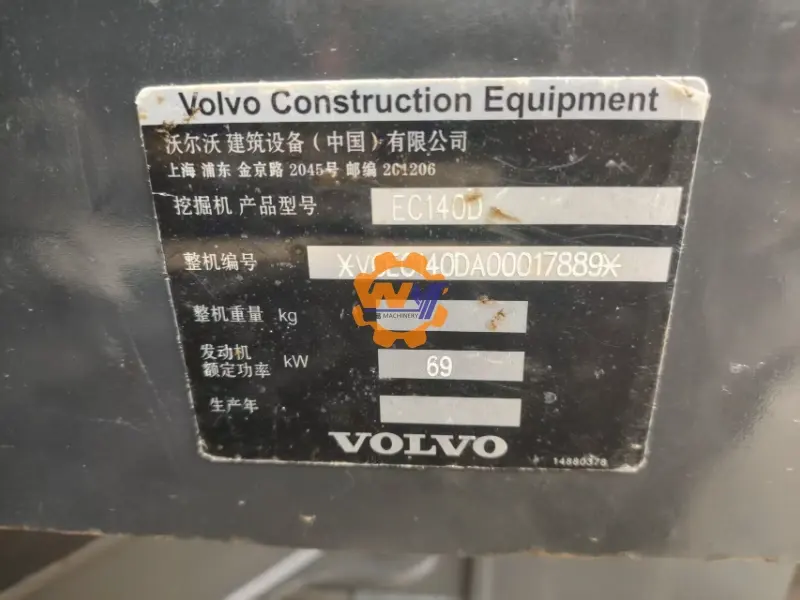 Volvo Construction Equipment
沃尔沃 建筑设备（中国）有限公司
上海 浦东 金京路 2045号 邮编 201206
挖掘机 产品型号 EC140D
整机编号
整机重量 kg
MACHINERY
发动机
额定功率 kW 69
生产年
VOLVO
14880378